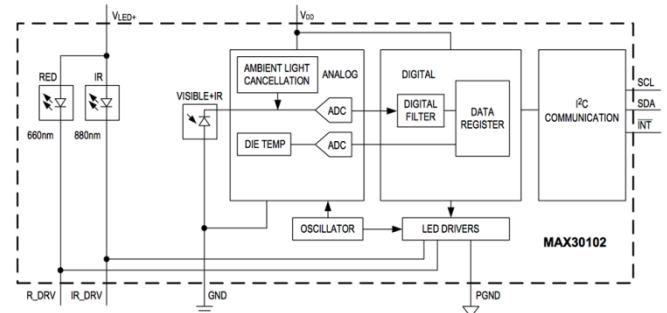 VLED+
VDD
RED
IR
660nm
880nm
VISIBLE+IR
AMBIENT LIGHT
CANCELLATION
ANALOG
ADC
DIE TEMP
ADC
DIGITAL
DIGITAL
FILTER
DATA
REGISTER
I²C
COMMUNICATION
SCL
SDA
INT
OSCILLATOR
LED DRIVERS
MAX30102
R_DRV
IR_DRV
GND
PGND